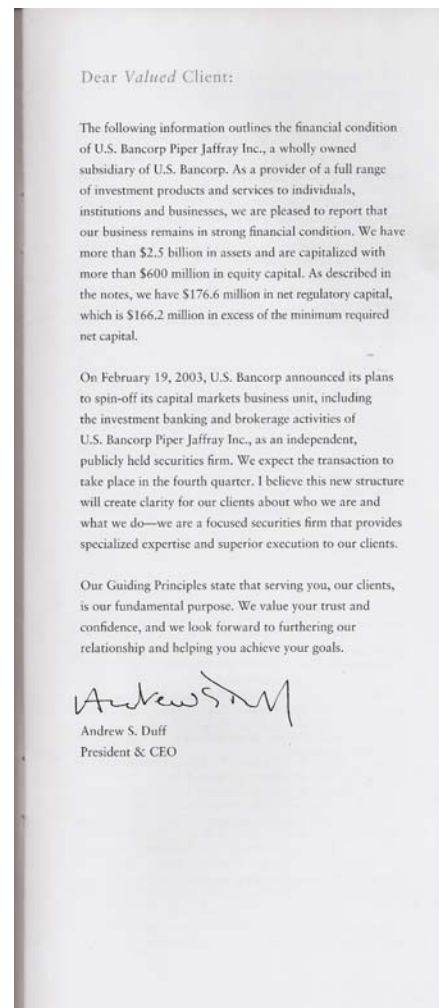 Dear Valued Client:
The following information outlines the financial condition
of U.S. Bancorp Piper Jaffray Inc., a wholly owned
subsidiary of U.S. Bancorp. As a provider of a full range
of investment products and services to individuals,
institutions and businesses, we are pleased to report that
our business remains in strong financial condition. We have
more than $2.5 billion in assets and are capitalized with
more than $600 million in equity capital. As described in
the notes, we have $176.6 million in net regulatory capital,
which is $166.2 million in excess of the minimum required
net capital.
On February 19, 2003, U.S. Bancorp announced its plans
to spin-off its capital markets business unit, including
the investment banking and brokerage activities of
U.S. Bancorp Piper Jaffray Inc., as an independent,
publicly held securities firm. We expect the transaction to
take place in the fourth quarter. I believe this new structure
will create clarity for our clients about who we are and
what we do—we are a focused securities firm that provides
specialized expertise and superior execution to our clients.
Our Guiding Principles state that serving you, our clients,
is our fundamental purpose. We value your trust and
confidence, and we look forward to furthering our
relationship and helping you achieve your goals.
Andrew S Duff
Andrew S. Duff
President & CEO